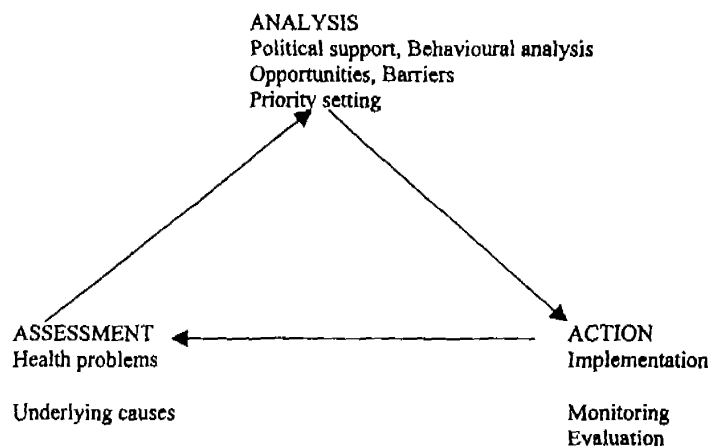 ANALYSIS
Political support, Behavioural analysis
Opportunities, Barriers
Priority setting
ASSESSMENT
Health problems
Underlying causes
ACTION
Implementation
Monitoring
Evaluation